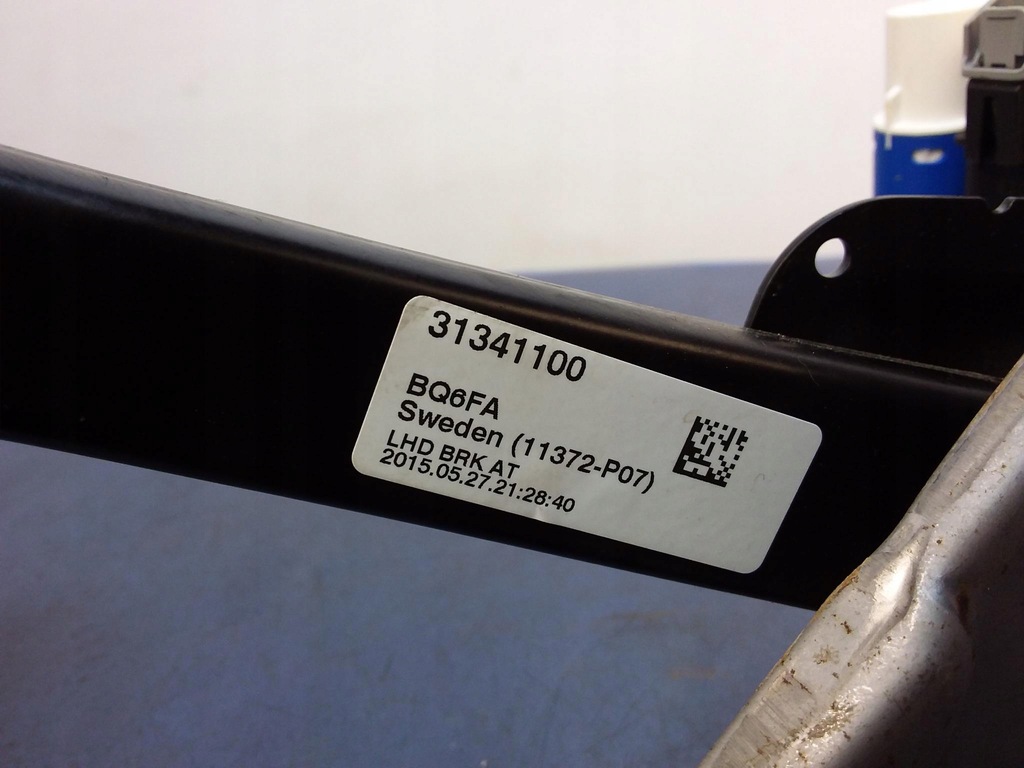 31341100
BQ6FA
Sweden (11372-P07)
LHD BRK AT
2015.05.27.21:28:40